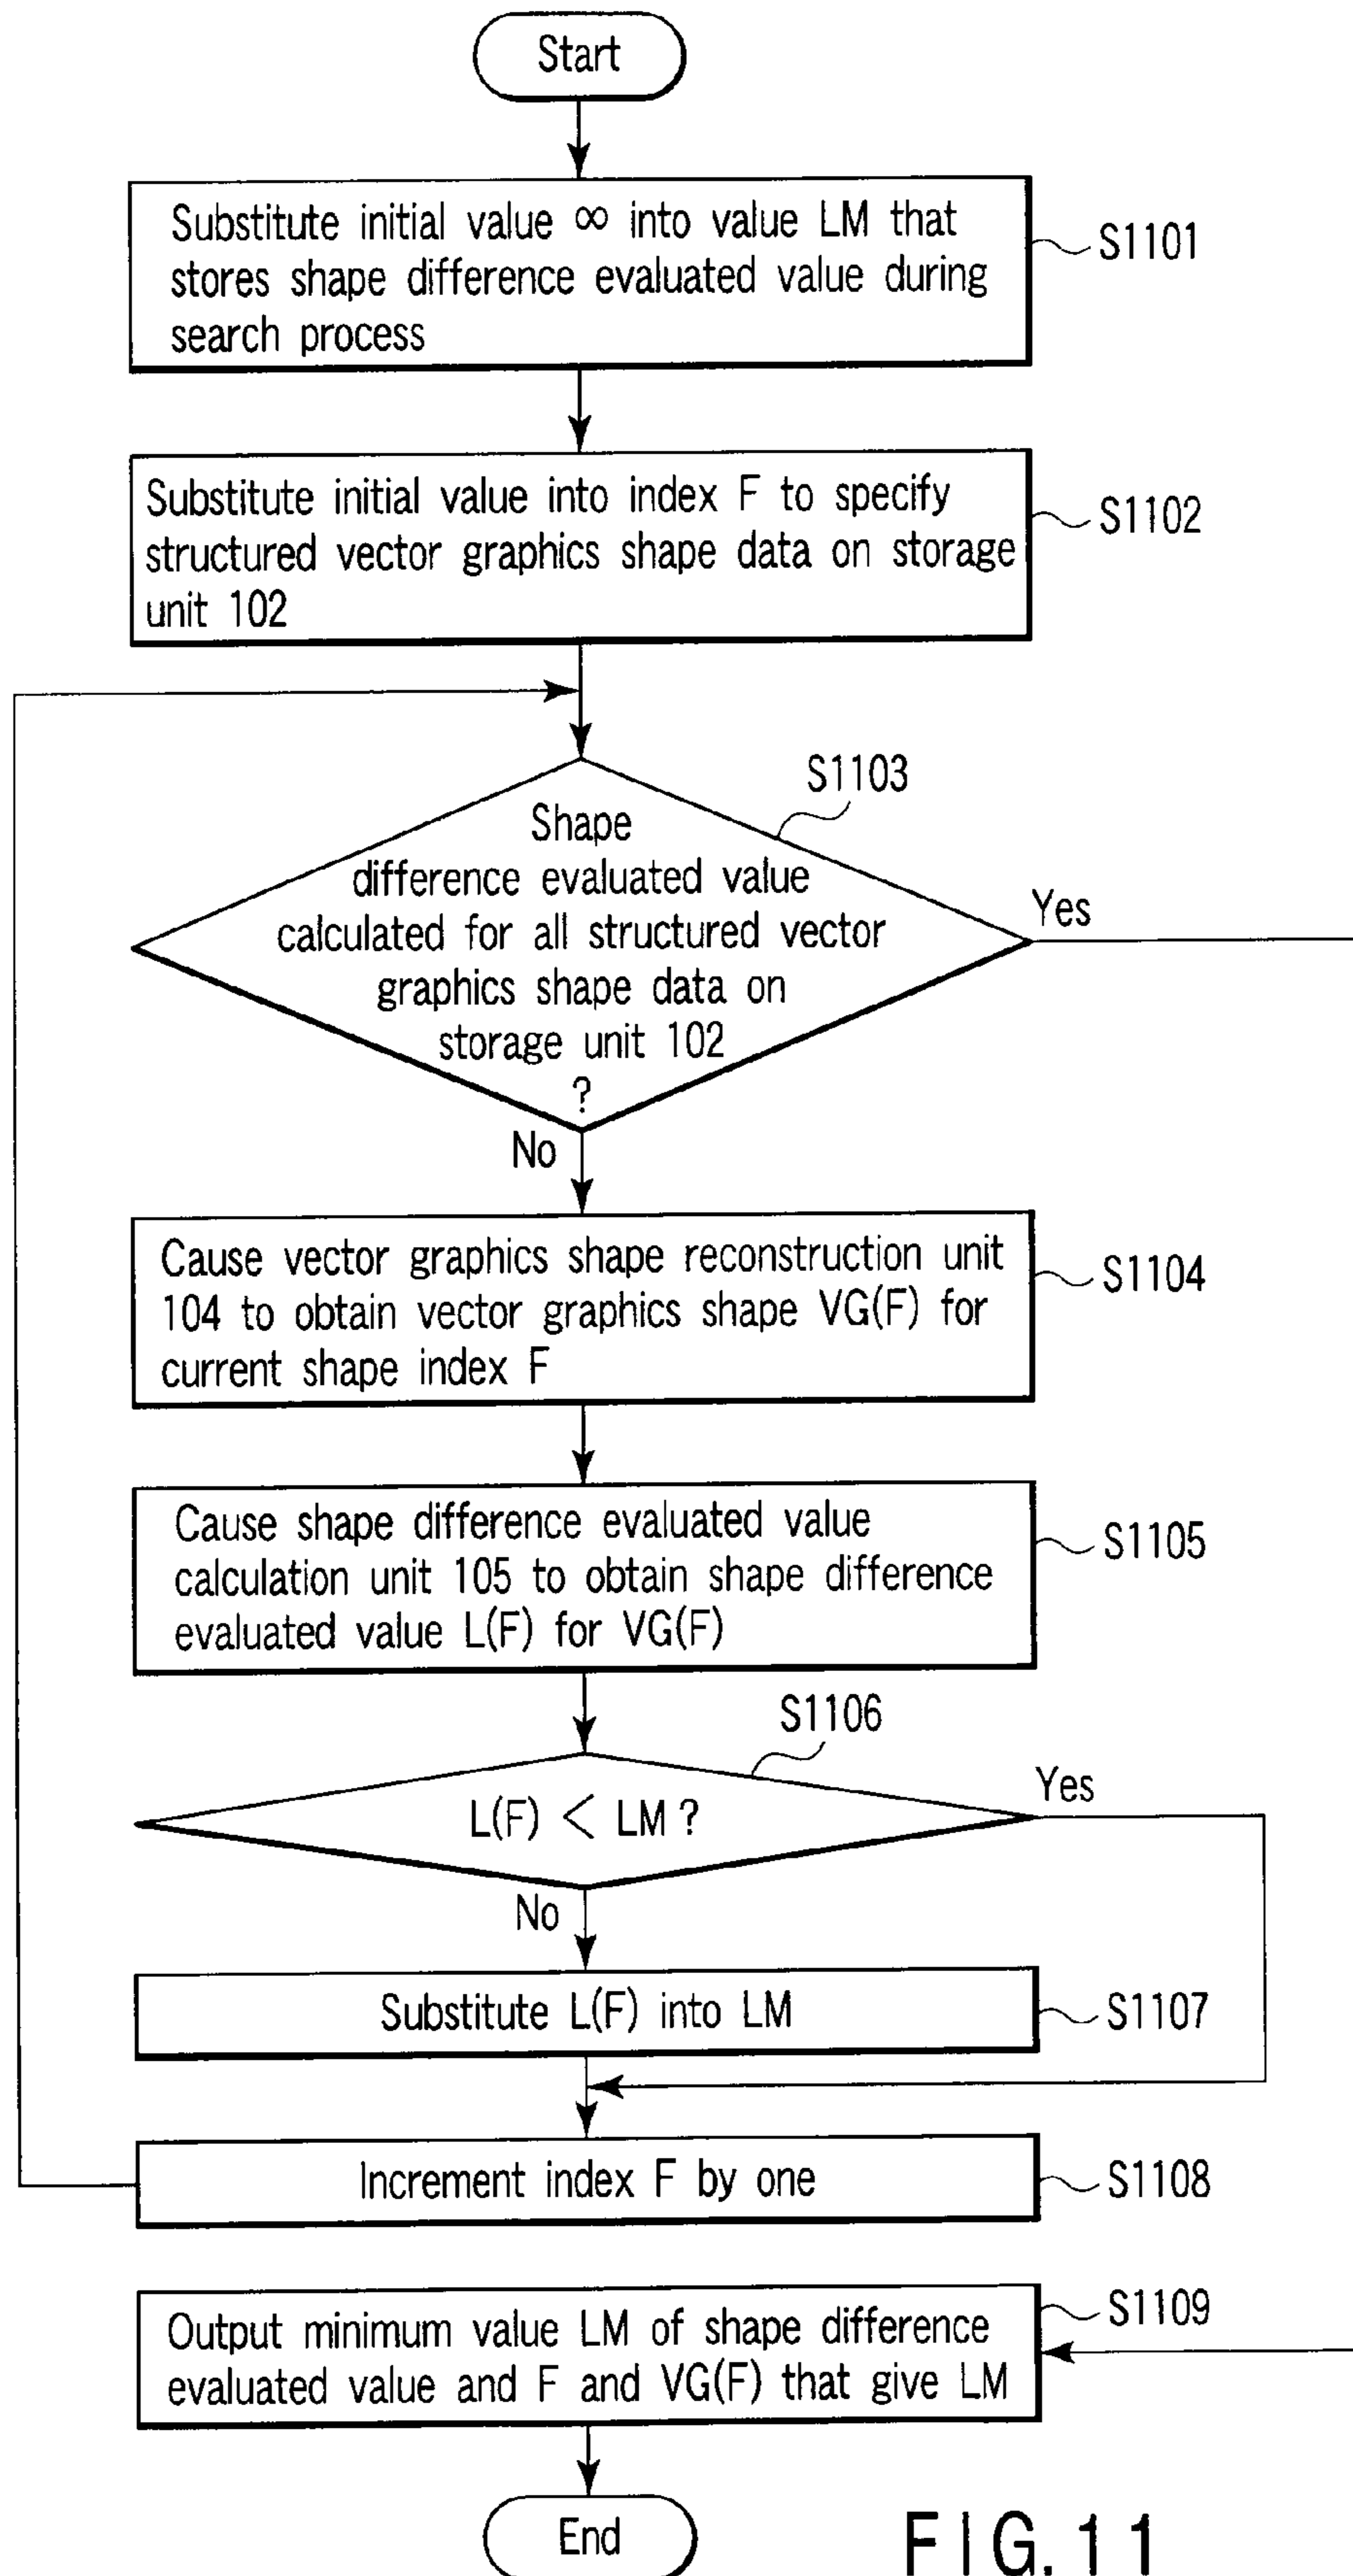 Start
Substitute initial value ∞ into value LM that
stores shape difference evaluated value during
search process
S1101
Substitute initial value into index F to specify
structured vector graphics shape data on storage
unit 102
S1102
S1103
Shape
difference evaluated value
calculated for all structured vector
graphics shape data on
storage unit 102
?
Yes
No
Cause vector graphics shape reconstruction unit
104 to obtain vector graphics shape VG(F) for
current shape index F
S1104
Cause shape difference evaluated value
calculation unit 105 to obtain shape difference
evaluated value L(F) for VG(F)
S1105
S1106
L(F) < LM ?
Yes
No
Substitute L(F) into LM
S1107
Increment index F by one
S1108
Output minimum value LM of shape difference
evaluated value and F and VG(F) that give LM
S1109
End
FIG. 11